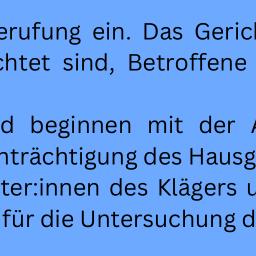 erufung ein. Das Gerich
chtet sind, Betroffene
d beginnen mit der A
nträchtigung des Hausg
ter:innen des Klägers u
für die Untersuchung d